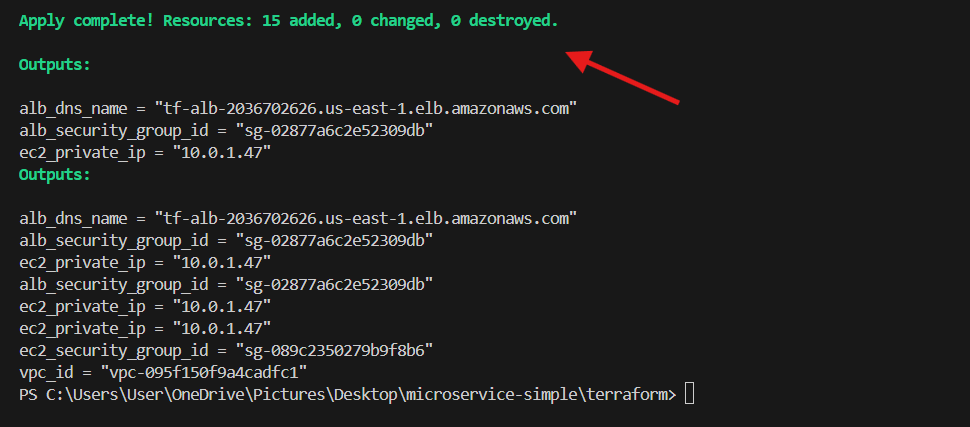 Apply complete! Resources: 15 added, 0 changed, 0 destroyed.
Outputs:
alb_dns_name = "tf-alb-2036702626.us-east-1.elb.amazonaws.com"
alb_security_group_id = "sg-02877a6c2e52309db"
ec2_private_ip = "10.0.1.47"
Outputs:
alb_dns_name = "tf-alb-2036702626.us-east-1.elb.amazonaws.com"
alb_security_group_id = "sg-02877a6c2e52309db"
ec2_private_ip = "10.0.1.47"
alb_security_group_id = "sg-02877a6c2e52309db"
ec2_private_ip = "10.0.1.47"
ec2_private_ip = "10.0.1.47"
ec2_security_group_id = "sg-089c2350279b9f8b6"
vpc_id = "vpc-095f150f9a4cadfc1"
PS C:\Users\User\OneDrive\Pictures\Desktop\microservice-simple\terraform>